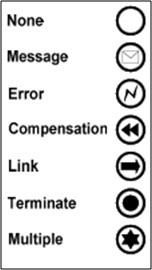 None
Message
Error
Compensation
Link
Terminate
Multiple